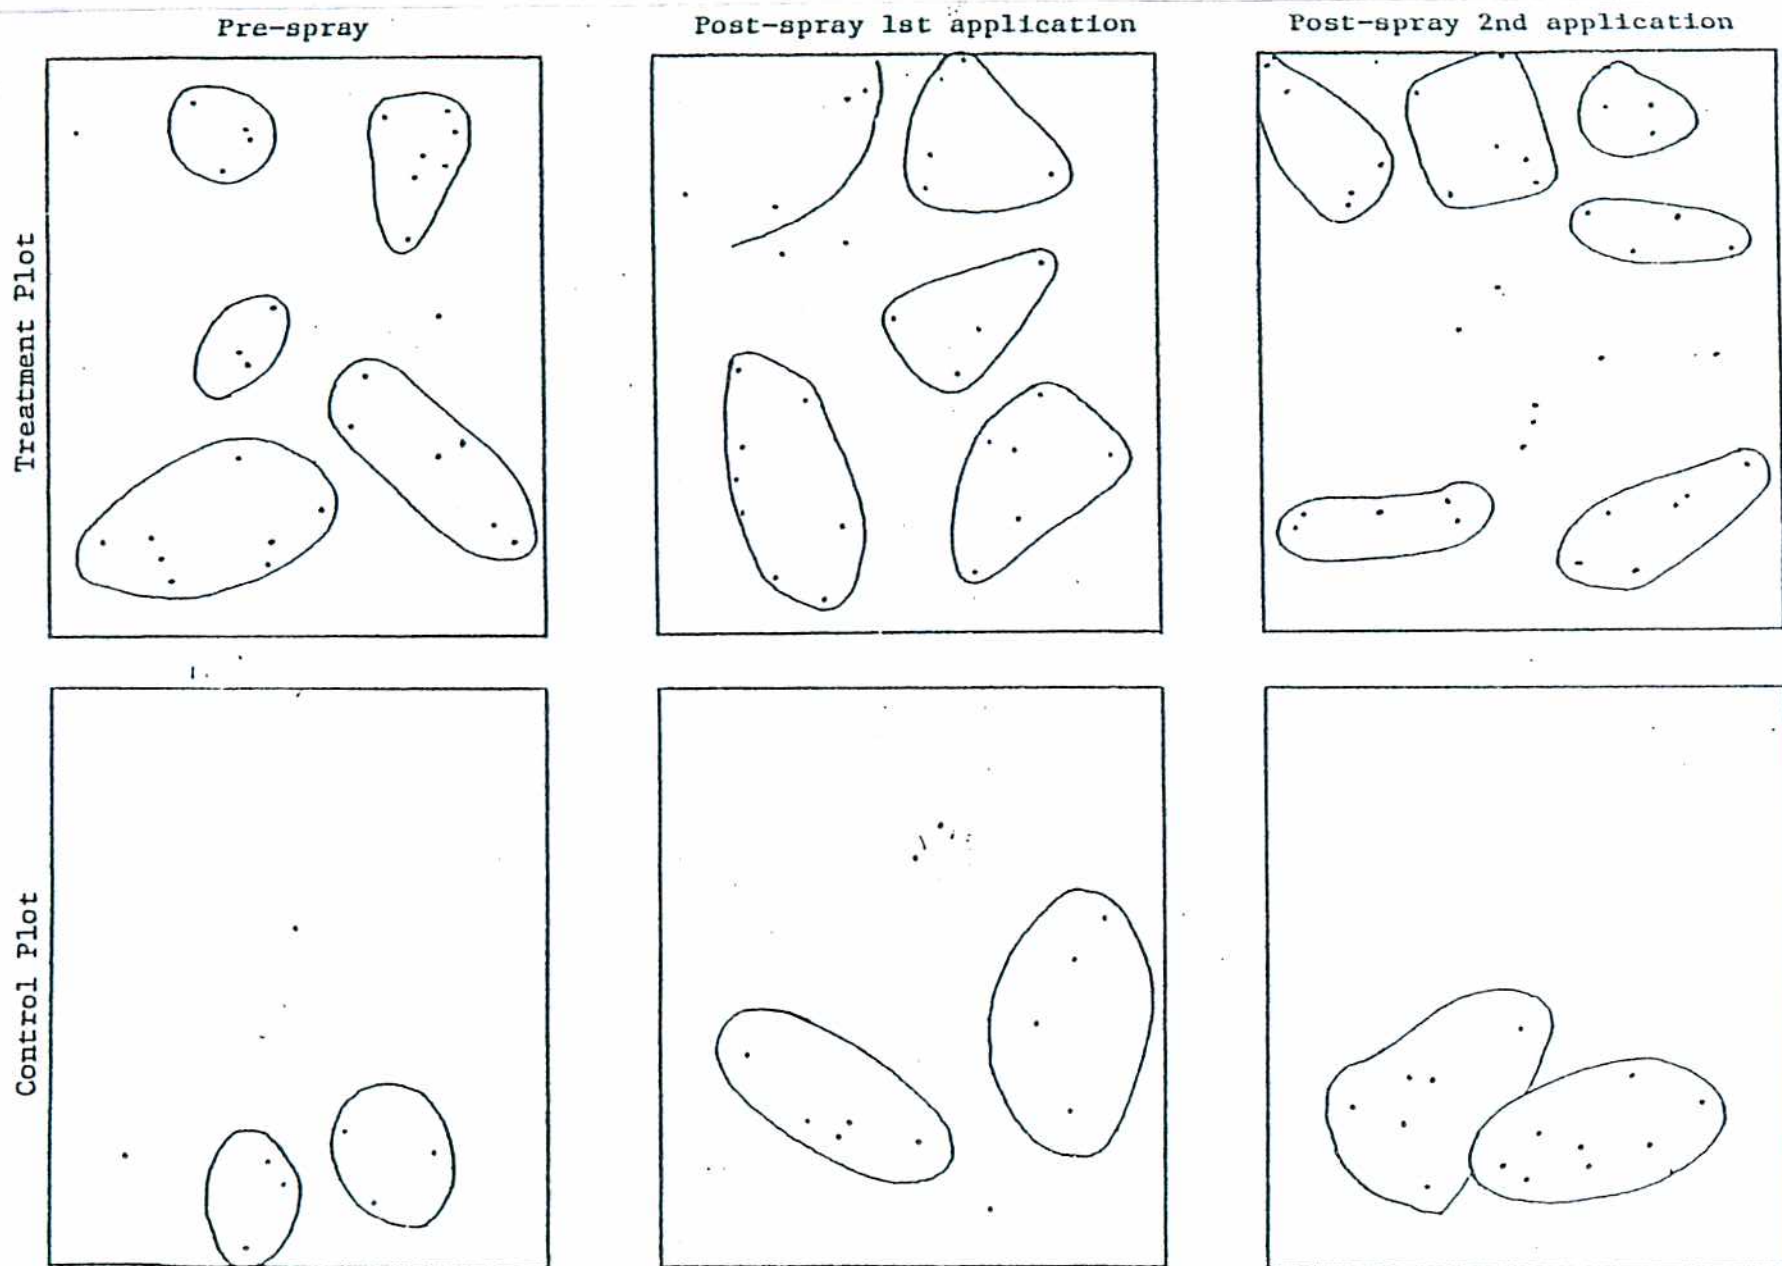 Pre-spray
Post-spray 1st application
Post-spray 2nd application
Treatment Plot
Control Plot